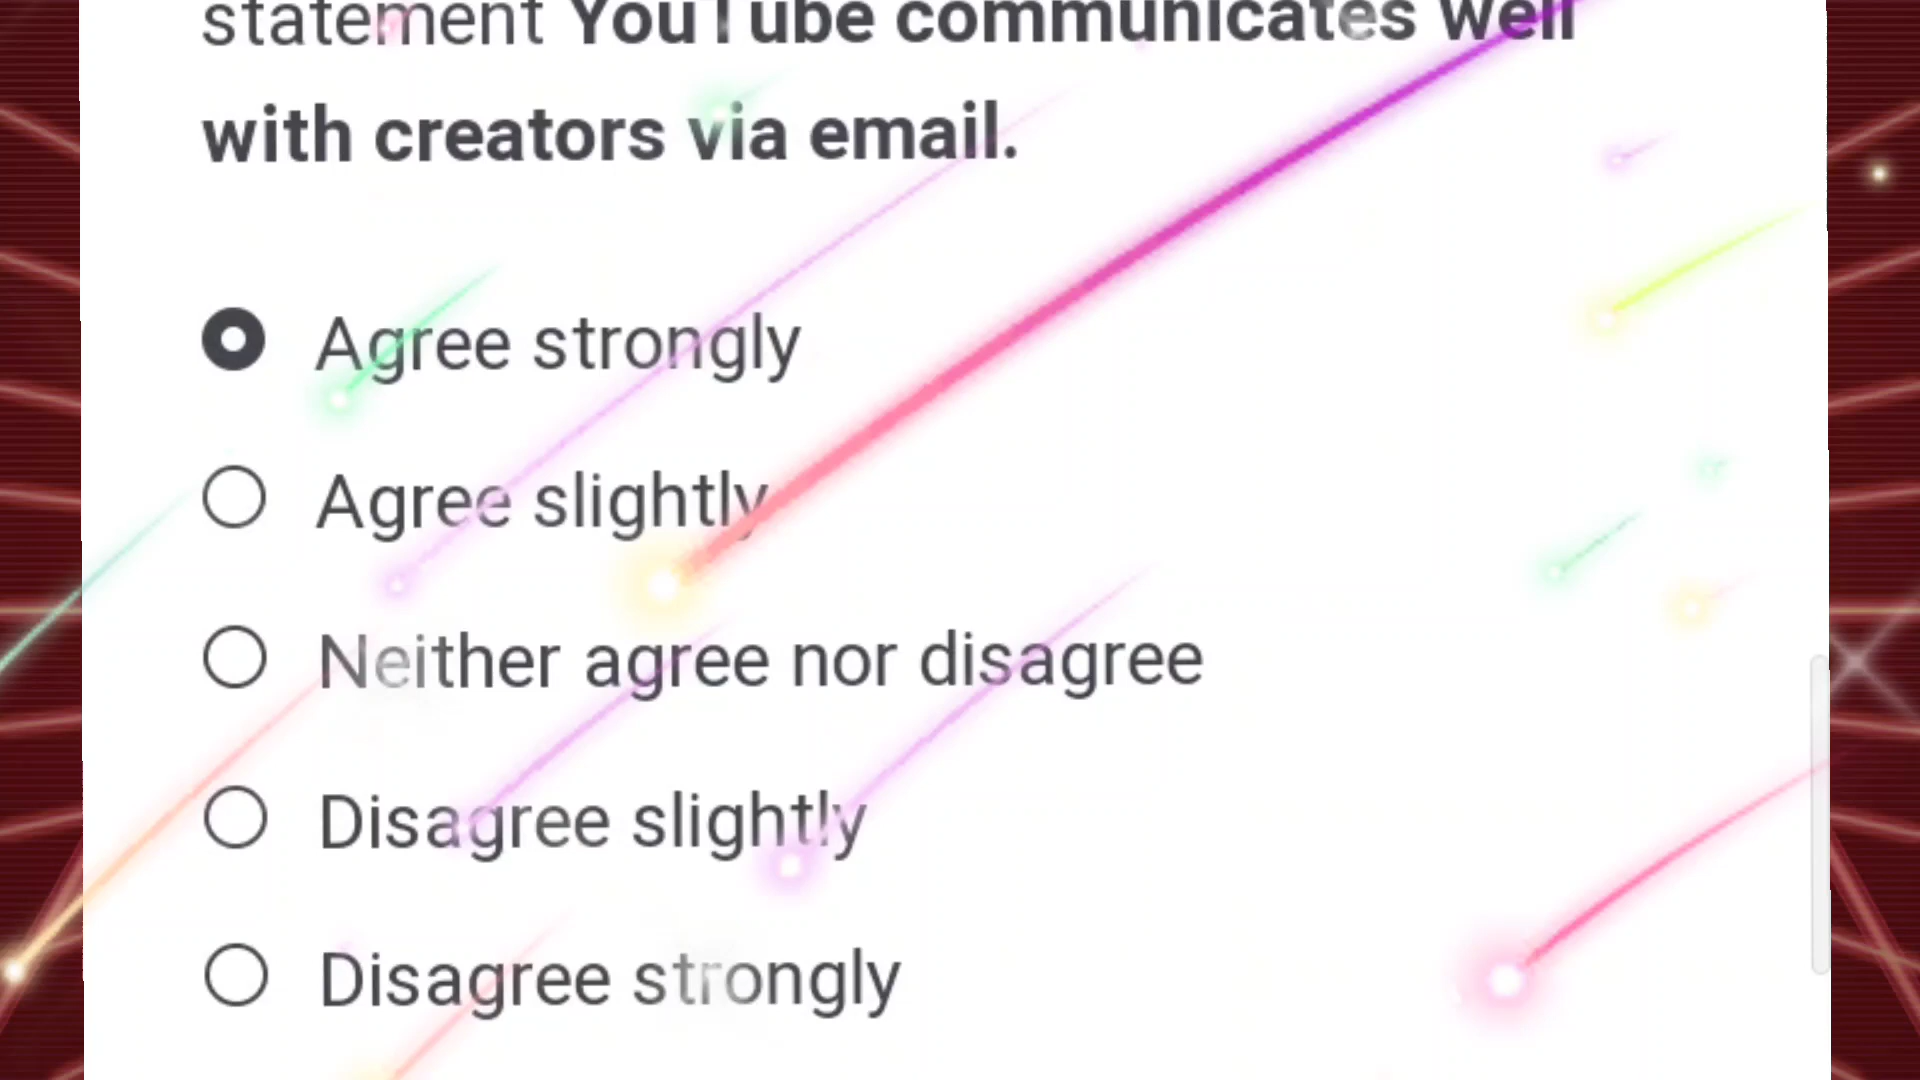 statement YouTube communicates well
with creators via email.
Agree strongly
Agree slightly
Neither agree nor disagree
Disagree slightly
Disagree strongly